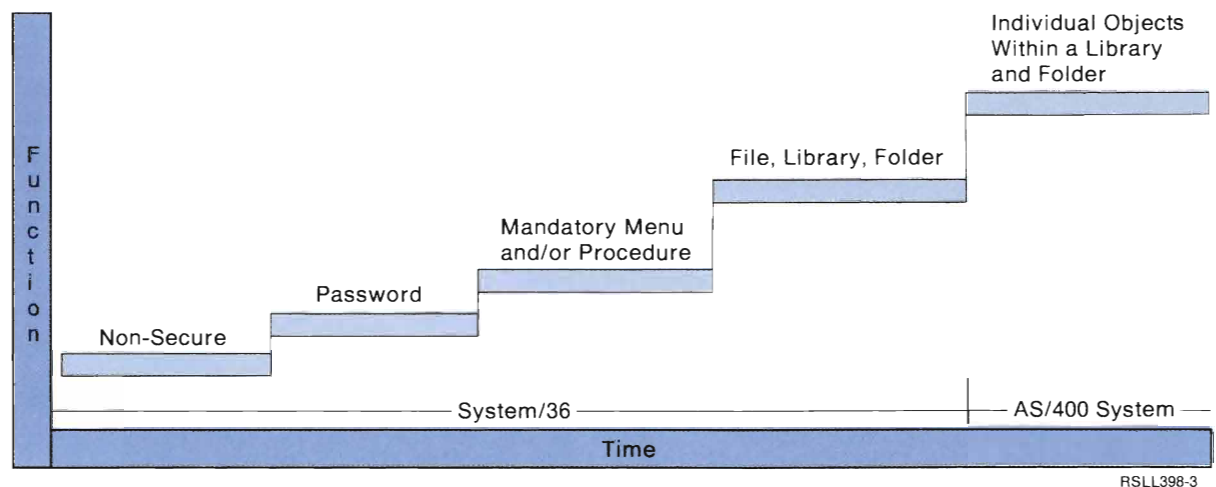 Individual Objects
Within a Library
and Folder
File, Library, Folder
Mandatory Menu
and/or Procedure
Password
Non-Secure
Function
System/36
AS/400 System
Time
RSLL398-3